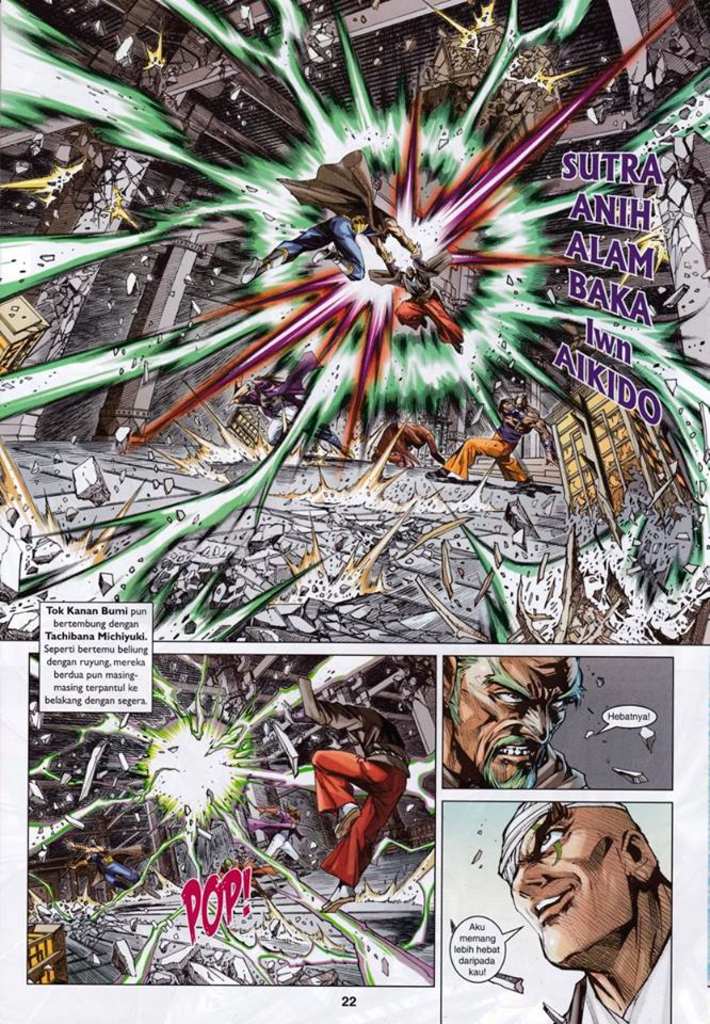 SUTRA
ANIH
ALAM
BAKA
lwn
AIKIDO
Tok Kanan Bumi pun
bertembung dengan
Tachibana Michiyuki.
Seperti bertemu beliung
dengan ruyung, mereka
berdua pun masing-
masing terpantul ke
belakang dengan segera.
POP!
Hebatnya!
Aku
memang
lebih hebat
daripada
kau!
22